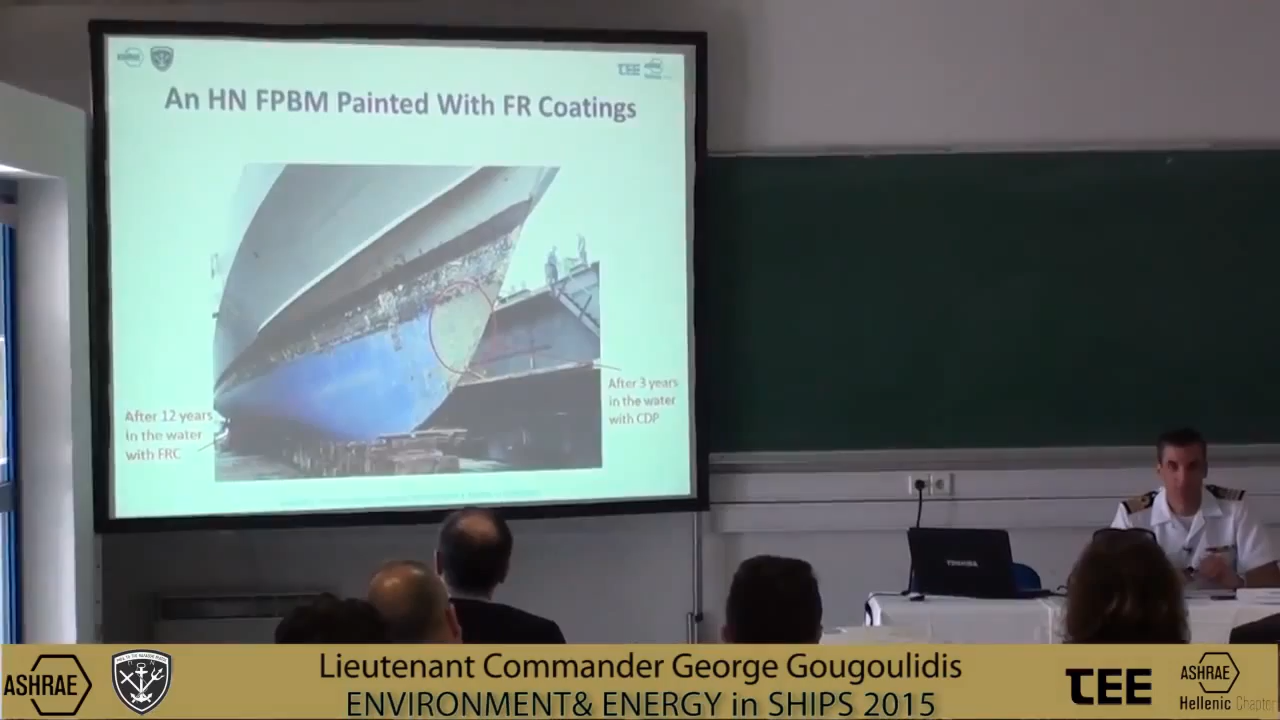 ASHRAE
TEE
ASHRAE
An HN FPBM Painted With FR Coatings
After 12 years
in the water
with FRC
After 3 years
in the water
with CDP
TOSHIBA
ASHRAE
Lieutenant Commander George Gougoulidis
ENVIRONMENT& ENERGY in SHIPS 2015
TEE
ASHRAE
Hellenic Chapter